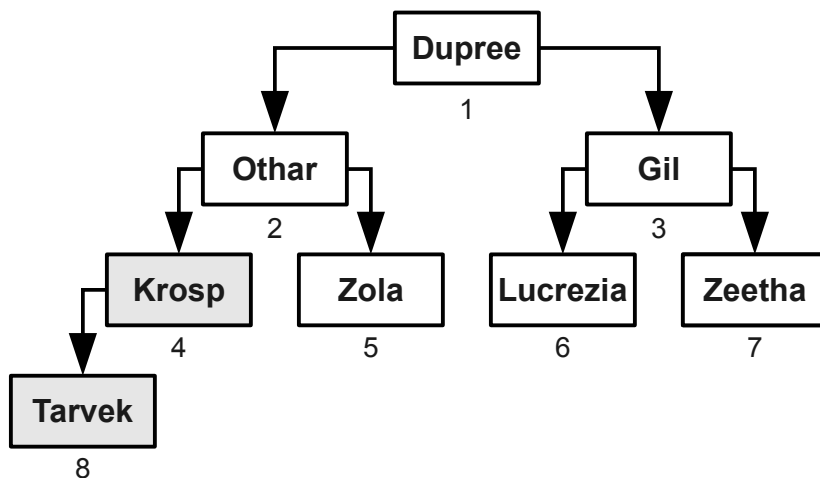 Dupree
1
Othar
Gil
2
3
Krosp
Zola
Lucrezia
Zeetha
4
5
6
7
Tarvek
8